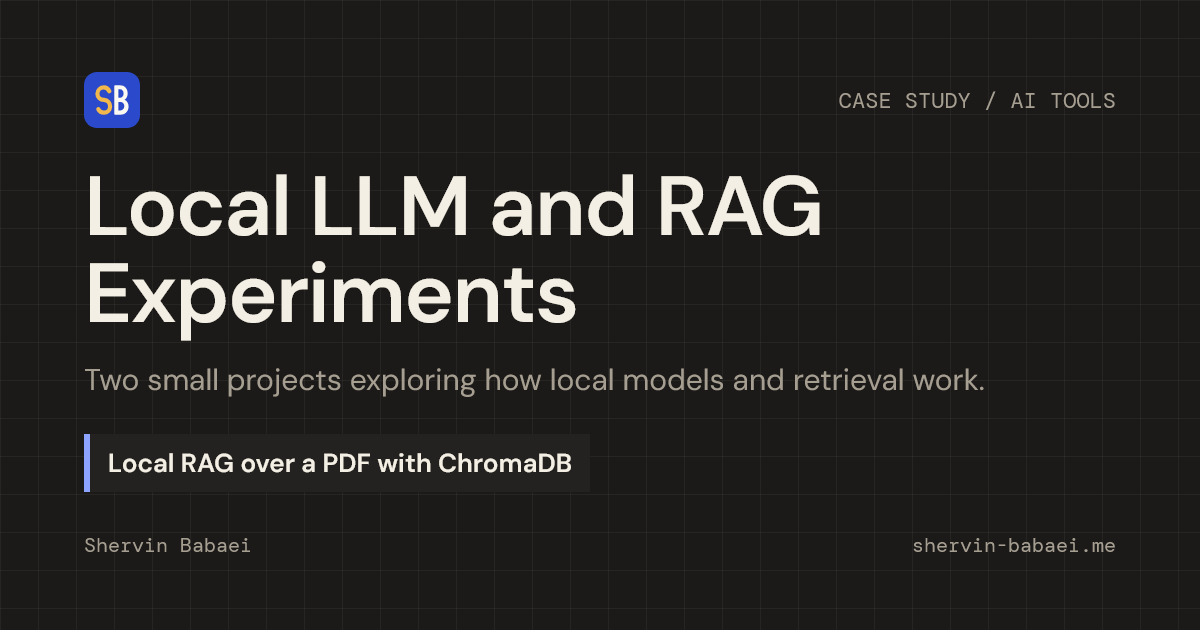 SB
CASE STUDY / AI TOOLS
Local LLM and RAG
Experiments
Two small projects exploring how local models and retrieval work.
Local RAG over a PDF with ChromaDB
Shervin Babaei
shervin-babaei.me